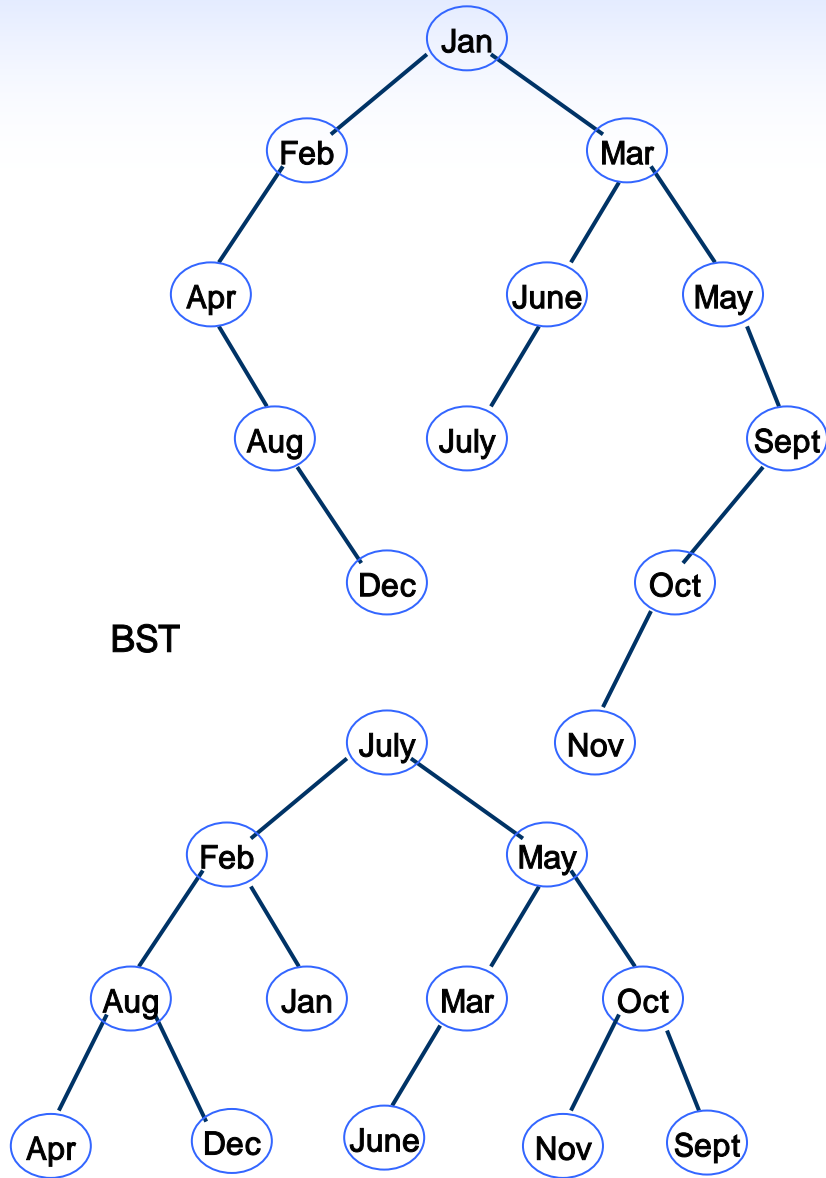 Jan
Feb Mar
Apr June May
Aug July Sept
Dec Oct
BST
Nov
July
Feb May
Aug Jan Mar Oct
Apr Dec June Nov Sept